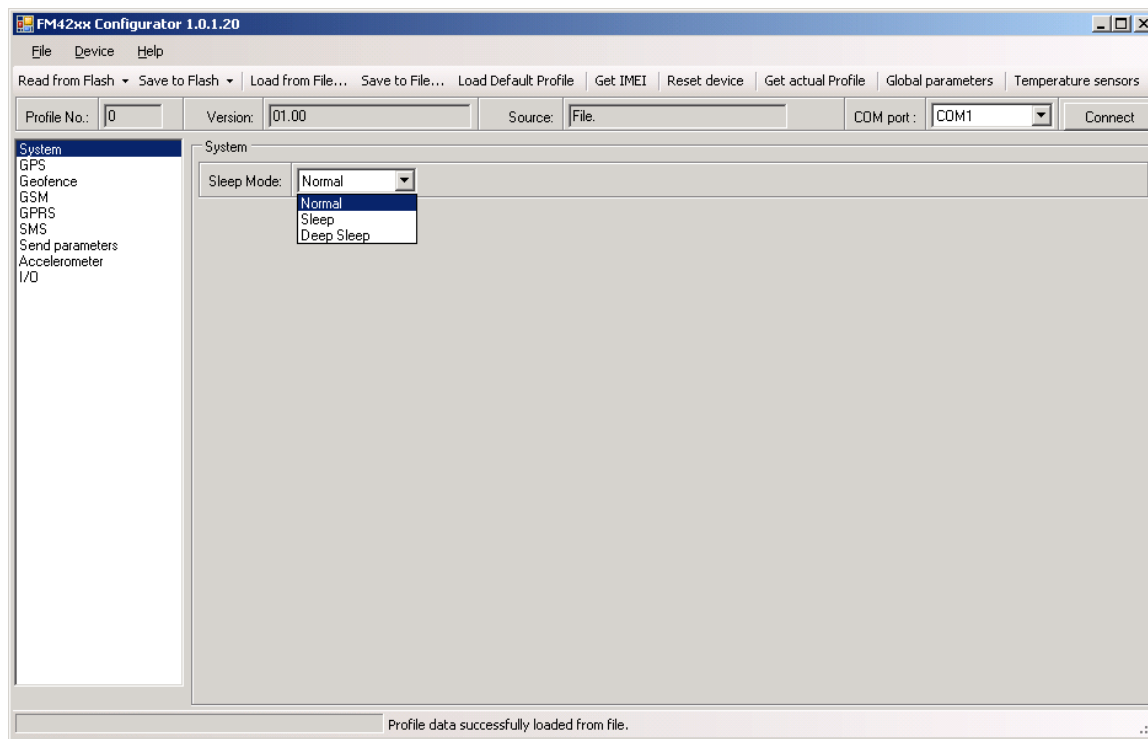 FM42xx Configurator 1.0.1.20
File Device Help
Read from Flash Save to Flash Load from File... Save to File... Load Default Profile Get IMEI Reset device Get actual Profile Global parameters Temperature sensors
Profile No.: 0 Version: 01.00 Source: File. COM port : COM1 Connect
System
GPS
Geofence
GSM
GPRS
SMS
Send parameters
Accelerometer
I/O
System
Sleep Mode: Normal
Normal
Sleep
Deep Sleep
Profile data successfully loaded from file.